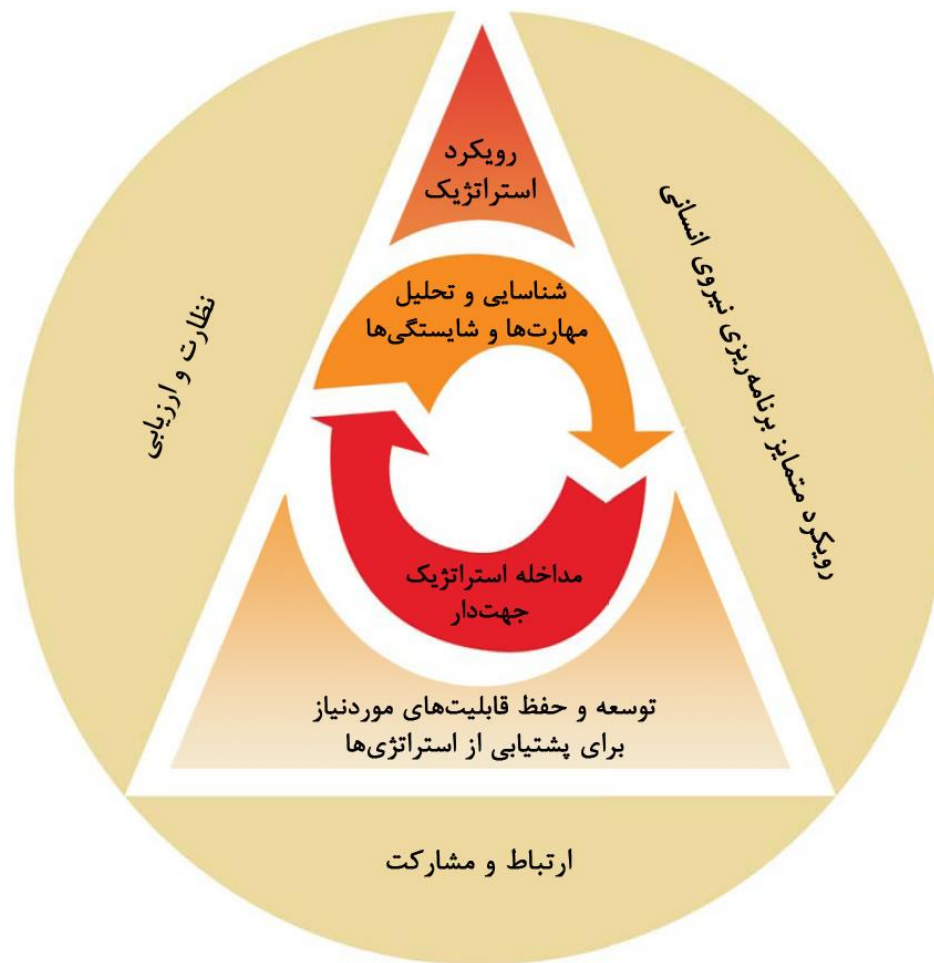 رویکرد
استراتژیک
شناسایی و تحلیل
مهارت‌ها و شایستگی‌ها
رویکرد متمایز برنامه‌ریزی نیروی انسانی
نظارت و ارزیابی
مداخله استراتژیک
جهت‌دار
توسعه و حفظ قابلیت‌های موردنیاز
برای پشتیابی از استراتژی‌ها
ارتباط و مشارکت